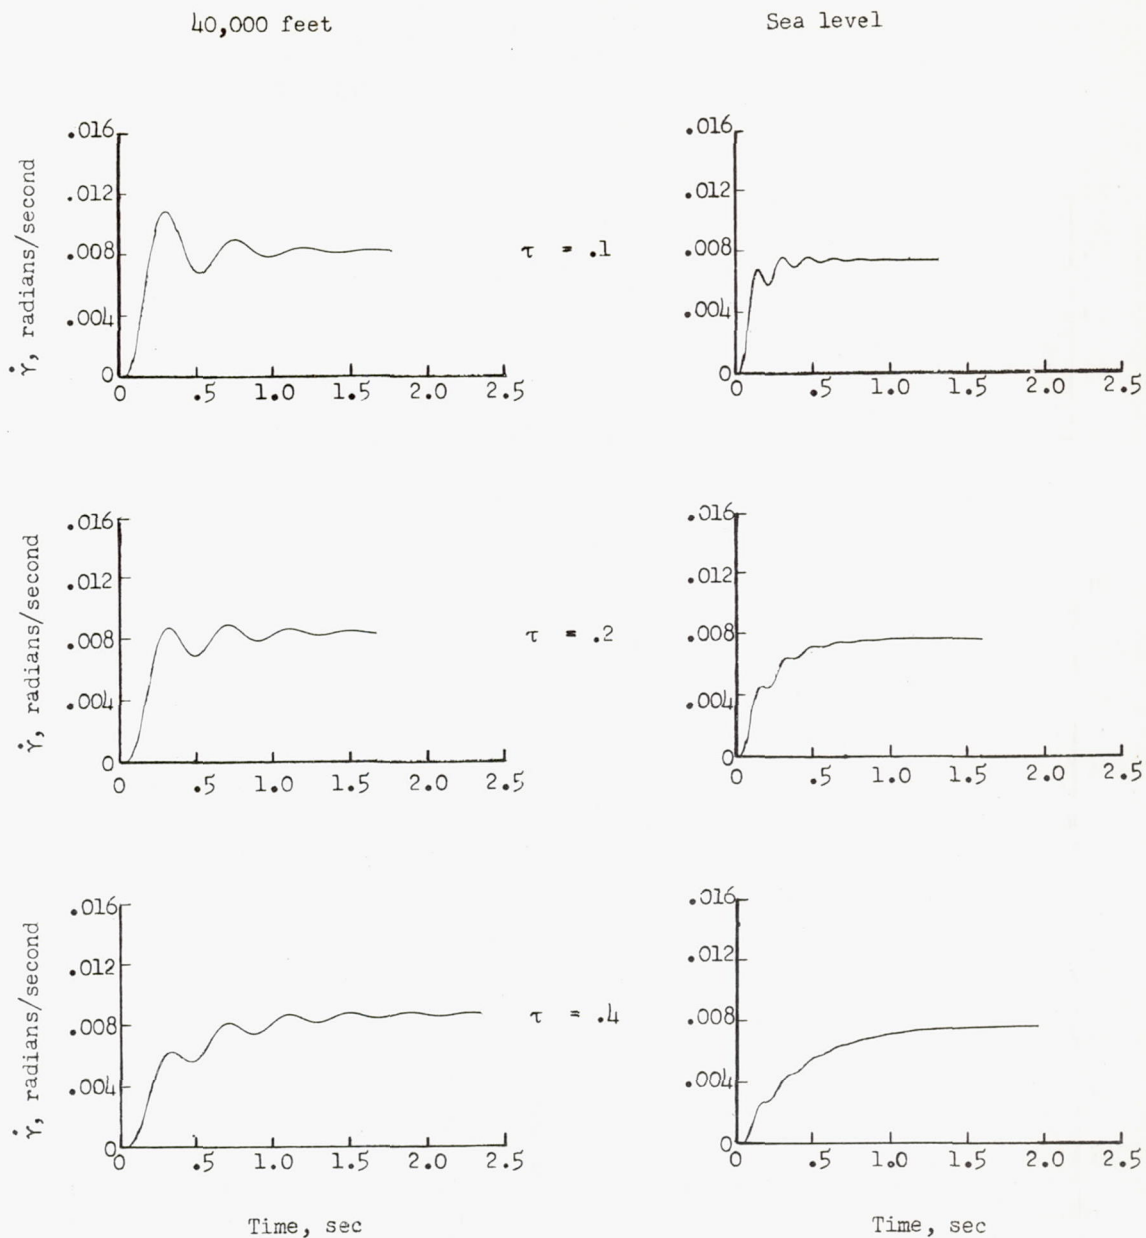 40,000 feet
Sea level
γ̇, radians/second
.016
.012
.008
.004
0
0 .5 1.0 1.5 2.0 2.5
τ = .1
.016
.012
.008
.004
0
0 .5 1.0 1.5 2.0 2.5
γ̇, radians/second
.016
.012
.008
.004
0
0 .5 1.0 1.5 2.0 2.5
τ = .2
.016
.012
.008
.004
0
0 .5 1.0 1.5 2.0 2.5
γ̇, radians/second
.016
.012
.008
.004
0
0 .5 1.0 1.5 2.0 2.5
τ = .4
.016
.012
.008
.004
0
0 .5 1.0 1.5 2.0 2.5
Time, sec
Time, sec